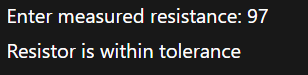 Enter measured resistance: 97
Resistor is within tolerance